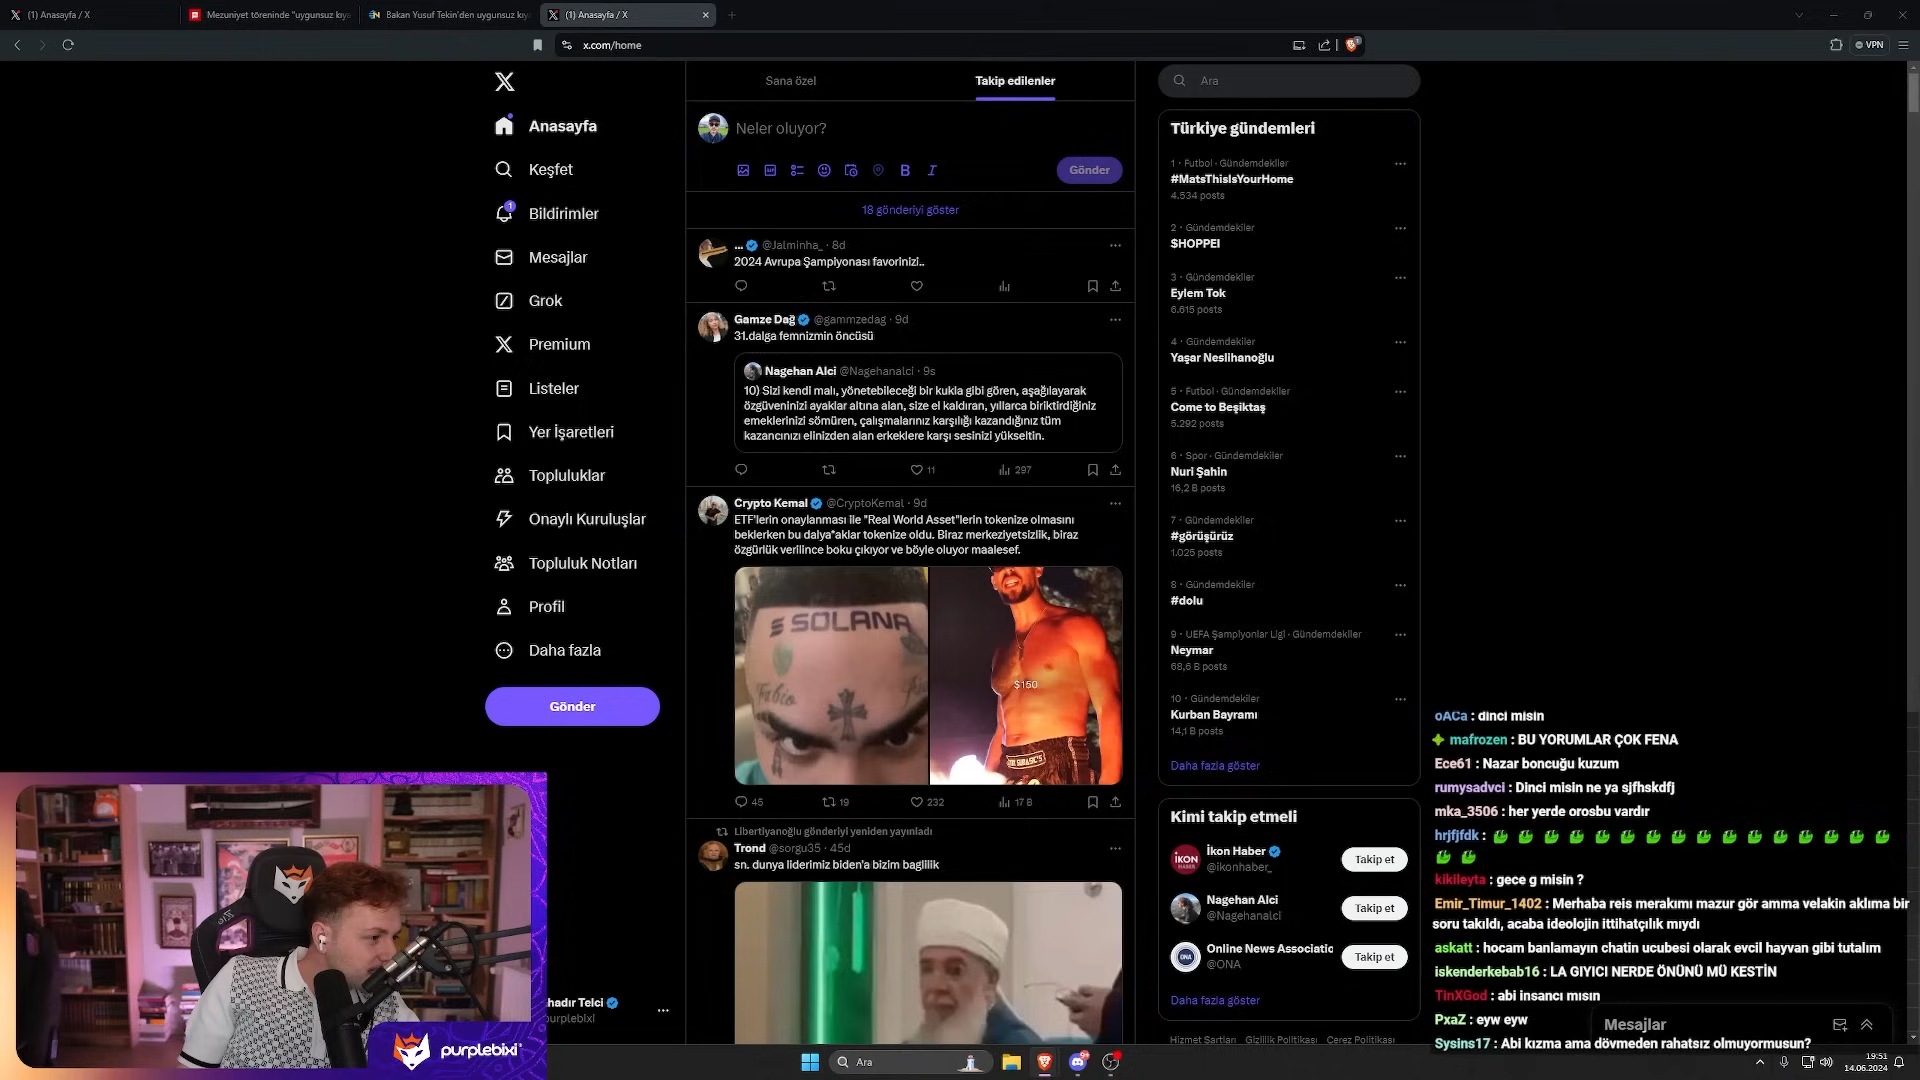 (1) Anasayfa / X
Mezuniyet töreninde "uygunsuz kıya
Bakan Yusuf Tekin'den uygunsuz kıy
(1) Anasayfa / X
x.com/home
VPN
Anasayfa
Keşfet
1
Bildirimler
Mesajlar
Grok
Premium
Listeler
Yer İşaretleri
Topluluklar
Onaylı Kuruluşlar
Topluluk Notları
Profil
Daha fazla
Gönder
Sana özel
Takip edilenler
Neler oluyor?
Gönder
18 gönderiyi göster
... @Jalminha_ · 8d
2024 Avrupa Şampiyonası favorinizi..
Gamze Dağ @gammzedag · 9d
31.dalga femnizmin öncüsü
Nagehan Alci @Nagehanalci · 9s
10) Sizi kendi malı, yönetebileceği bir kukla gibi gören, aşağılayarak
özgüveninizi ayaklar altına alan, size el kaldıran, yıllarca biriktirdiğiniz
emeklerinizi sömüren, çalışmalarınız karşılığı kazandığınız tüm
kazancınızı elinizden alan erkeklere karşı sesinizi yükseltin.
11 297
Crypto Kemal @CryptoKemal · 9d
ETF'lerin onaylanması ile "Real World Asset"lerin tokenize olmasını
beklerken bu dalya*aklar tokenize oldu. Biraz merkeziyetsizlik, biraz
özgürlük verilince boku çıkıyor ve böyle oluyor maalesef.
SOLANA
Fabio
$150
45 19 232 17 B
Libertiyanoğlu gönderiyi yeniden yayınladı
Trond @sorgu35 · 45d
sn. dunya liderimiz biden'a bizim baglilik
Ara
Türkiye gündemleri
1 · Futbol · Gündemdekiler
#MatsThisIsYourHome
4.534 posts
2 · Gündemdekiler
$HOPPEI
3 · Gündemdekiler
Eylem Tok
6.615 posts
4 · Gündemdekiler
Yaşar Neslihanoğlu
5 · Futbol · Gündemdekiler
Come to Beşiktaş
5.292 posts
6 · Spor · Gündemdekiler
Nuri Şahin
16,2 B posts
7 · Gündemdekiler
#görüşürüz
1.025 posts
8 · Gündemdekiler
#dolu
9 · UEFA Şampiyonlar Ligi · Gündemdekiler
Neymar
68,6 B posts
10 · Gündemdekiler
Kurban Bayramı
14,1 B posts
Daha fazla göster
Kimi takip etmeli
İKON
HABER
İkon Haber
@ikonhaber_
Takip et
Nagehan Alci
@Nagehanalci
Takip et
ONA
Online News Associatio
@ONA
Takip et
Daha fazla göster
Hizmet Şartları Gizlilik Politikası Çerez Politikası
oACa : dinci misin
mafrozen : BU YORUMLAR ÇOK FENA
Ece61 : Nazar boncuğu kuzum
rumysadvci : Dinci misin ne ya sjfhskdfj
mka_3506 : her yerde orosbu vardır
hrjfjfdk :
kikileyta : gece g misin ?
Emir_Timur_1402 : Merhaba reis merakımı mazur gör amma velakin aklıma bir
soru takıldı, acaba ideolojin ittihatçılık mıydı
askatt : hocam banlamayın chatin ucubesi olarak evcil hayvan gibi tutalım
iskenderkebab16 : LA GIYICI NERDE ÖNÜNÜ MÜ KESTİN
TinXGod : abi insancı mısın
PxaZ : eyw eyw
Sysins17 : Abi kızma ama dövmeden rahatsız olmuyormusun?
Mesajlar
hadır Telci
purplebixi
purplebixi
Ara
19:51
14.06.2024